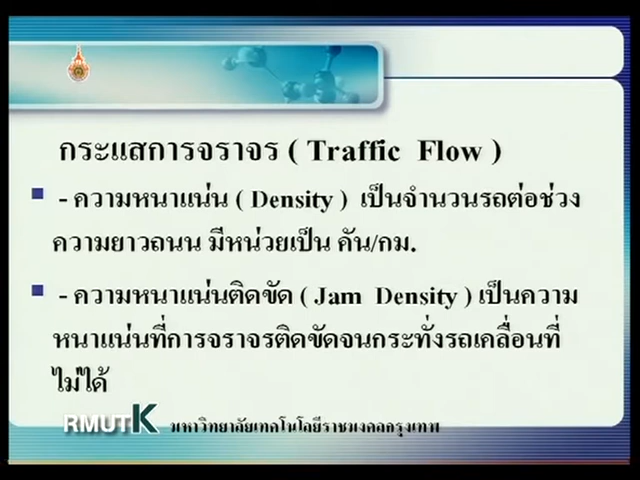 กระแสการจราจร ( Traffic Flow )
- ความหนาแน่น ( Density ) เป็นจำนวนรถต่อช่วง
ความยาวถนน มีหน่วยเป็น คัน/กม.
- ความหนาแน่นติดขัด ( Jam Density ) เป็นความ
หนาแน่นที่การจราจรติดขัดจนกระทั่งรถเคลื่อนที่
ไม่ได้
RMUTK มหาวิทยาลัยเทคโนโลยีราชมงคลกรุงเทพ